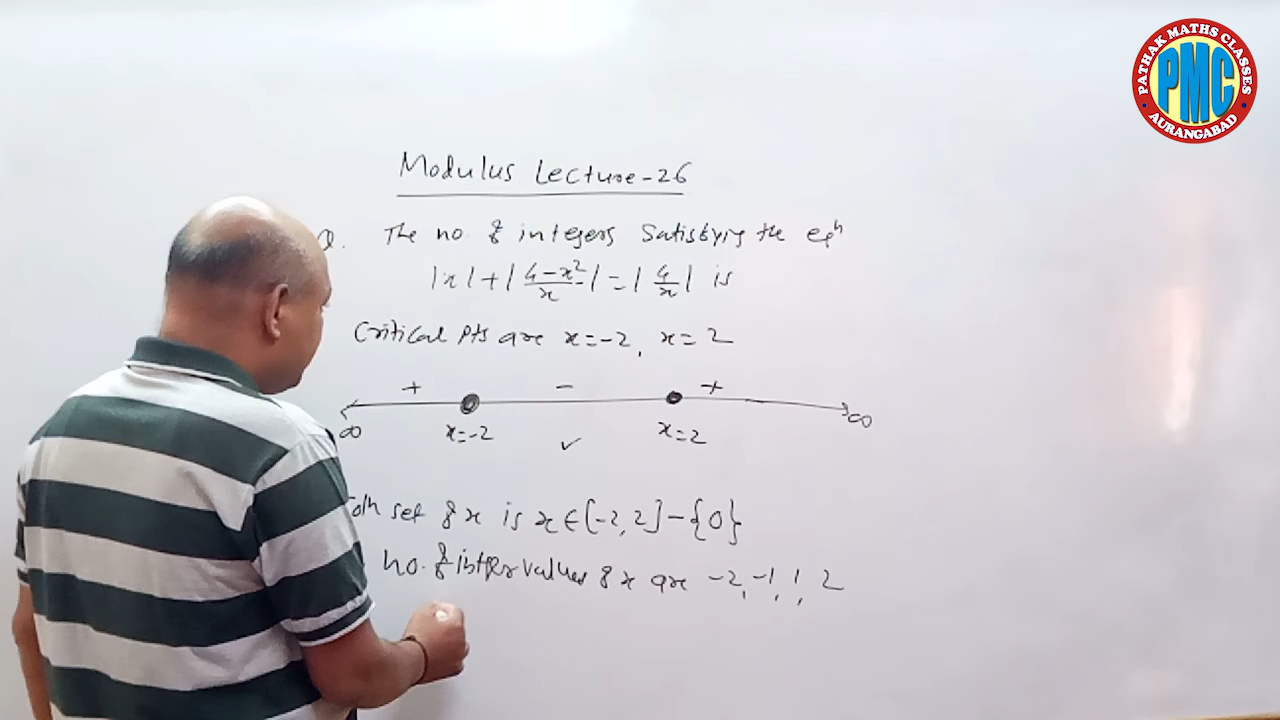 PATHAK MATHS CLASSES
PMC
AURANGABAD
Modulus Lecture-26
Q. The no. of integers satisfying the eqn
|x| + |4-x²/x| = |4/x| is
Critical pts are x=-2, x=2
+ - +
∞ x=-2 ✓ x=2 ∞
Soln set of x is x∈[-2,2]-{0}
no. of integer values of x are -2,-1,1,2